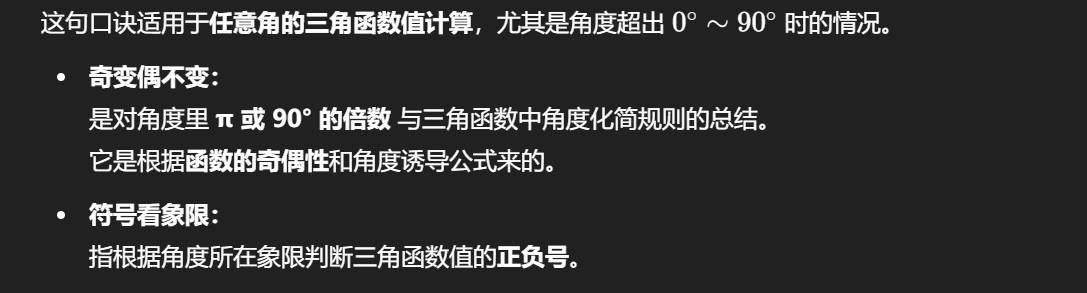 这句口诀适用于任意角的三角函数值计算，尤其是角度超出 0° ∼ 90° 时的情况。
• 奇变偶不变：
是对角度里 π 或 90° 的倍数 与三角函数中角度化简规则的总结。
它是根据函数的奇偶性和角度诱导公式来的。
• 符号看象限：
指根据角度所在象限判断三角函数值的正负号。